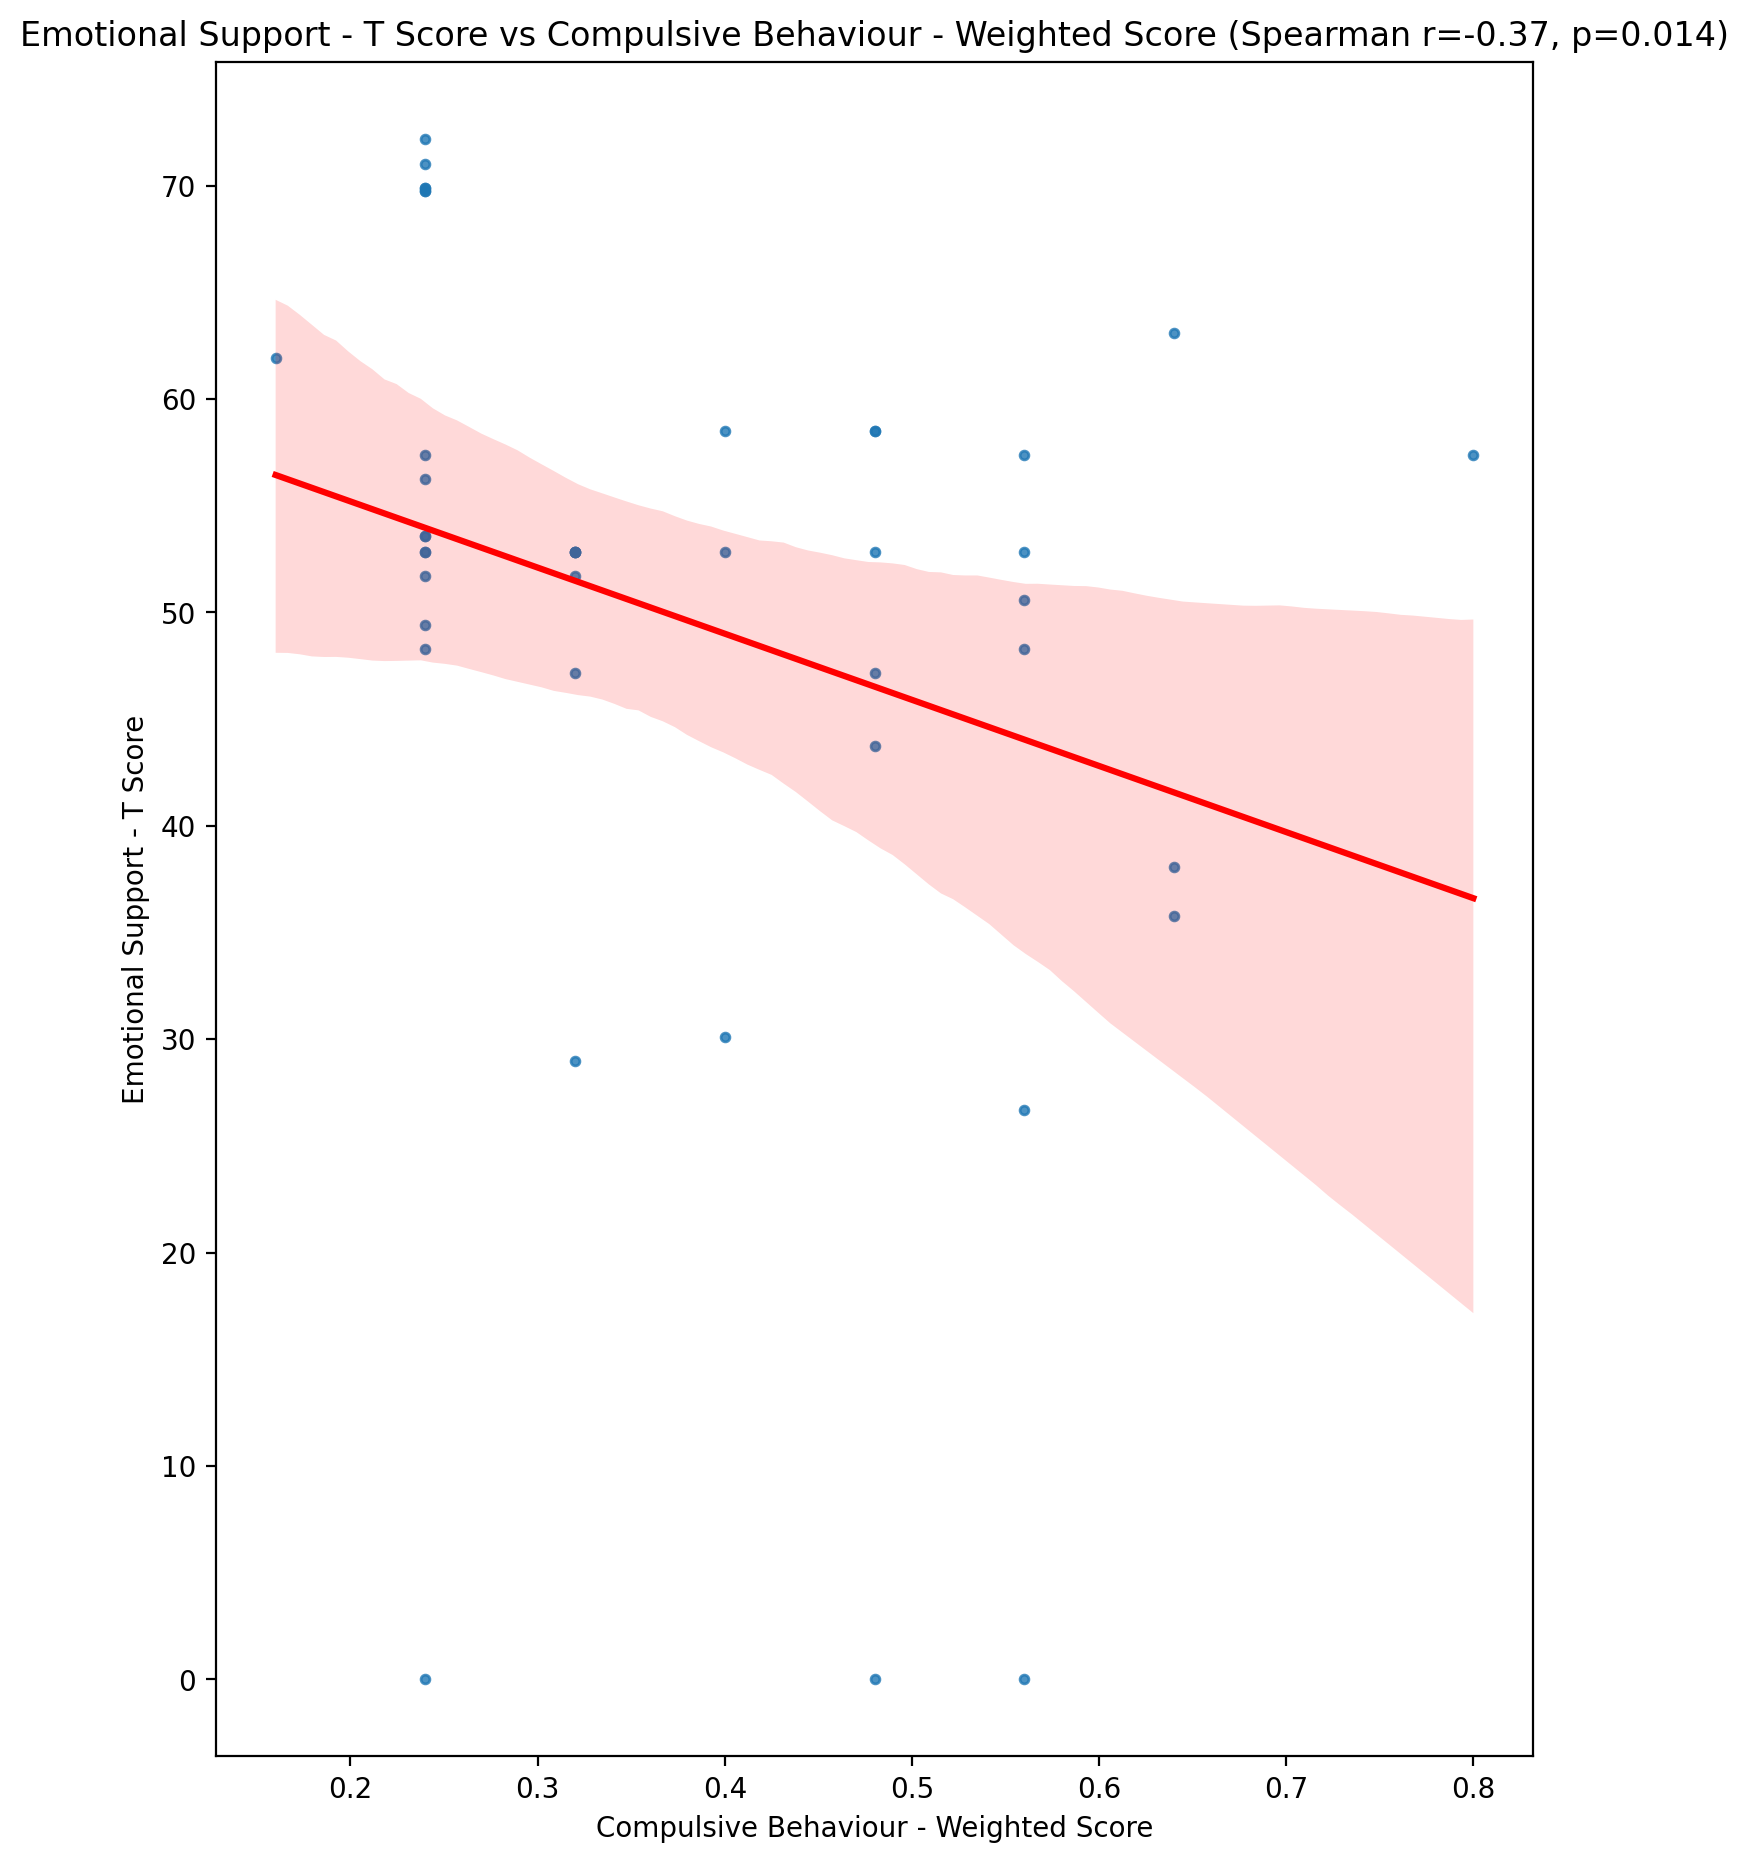 Emotional Support - T Score vs Compulsive Behaviour - Weighted Score (Spearman r=-0.37, p=0.014)
70
60
50
40
30
20
10
0
Emotional Support - T Score
0.2 0.3 0.4 0.5 0.6 0.7 0.8
Compulsive Behaviour - Weighted Score